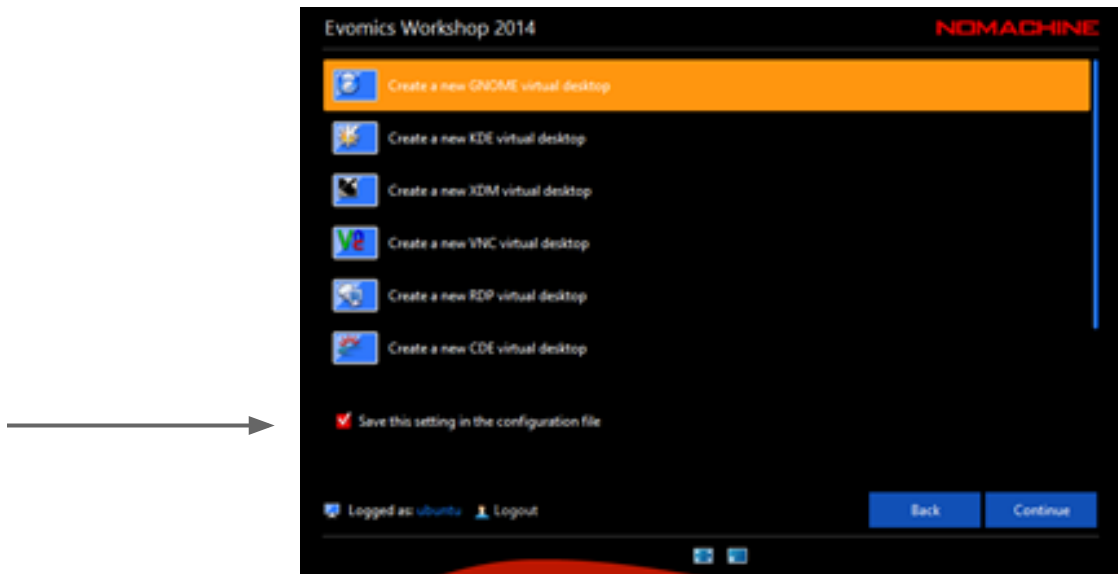 Evomics Workshop 2014
NOMACHINE
Create a new GNOME virtual desktop
Create a new KDE virtual desktop
Create a new XDM virtual desktop
Create a new VNC virtual desktop
Create a new RDP virtual desktop
Create a new CDE virtual desktop
Save this setting in the configuration file
Logged as: ubuntu Logout
Back
Continue